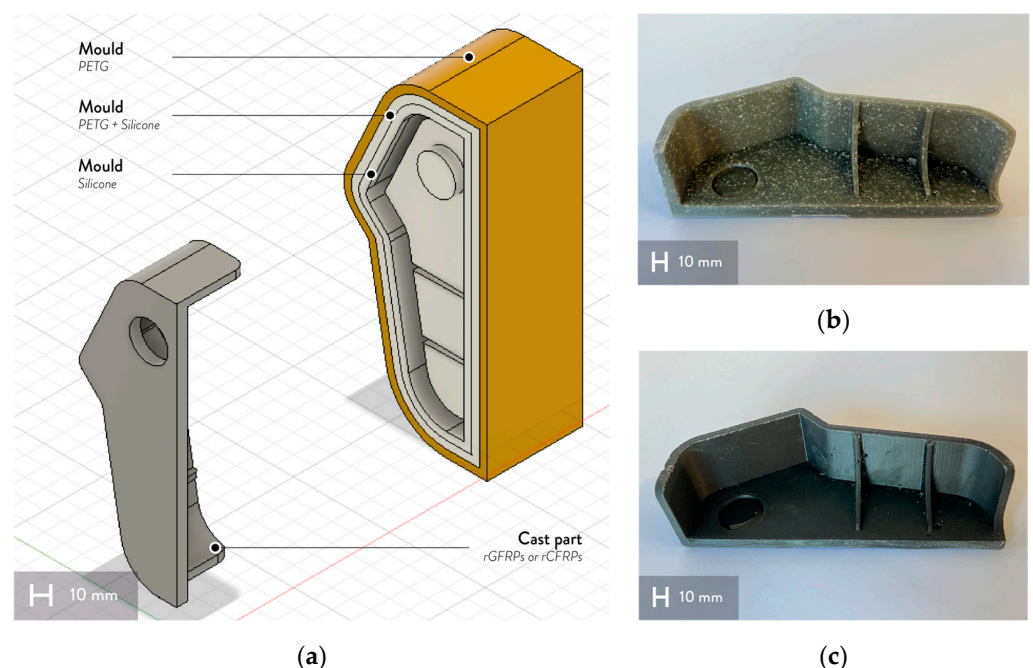 Mould
PETG
Mould
PETG + Silicone
Mould
Silicone
Cast part
rGFRPs or rCFRPs
10 mm
(a)
10 mm
(b)
10 mm
(c)